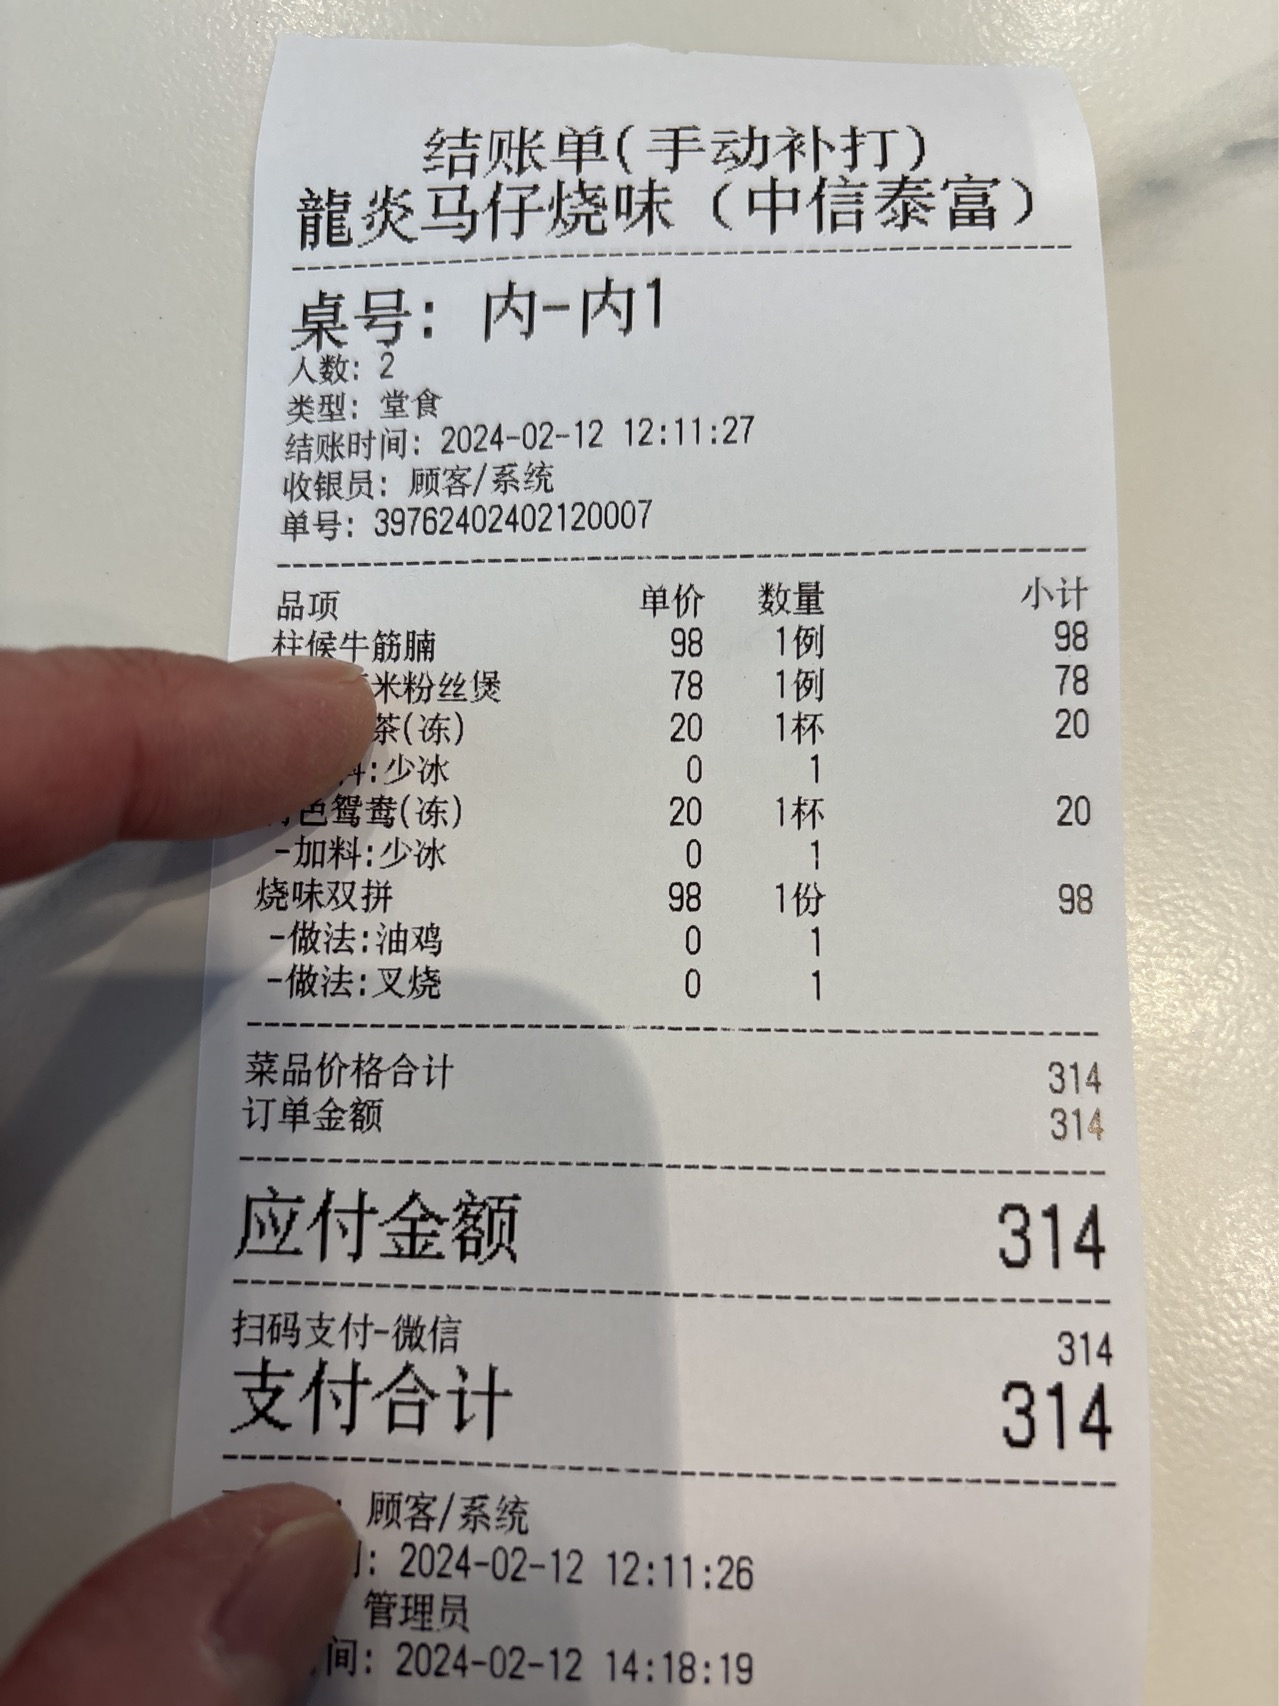 结账单(手动补打)
龍炎马仔烧味（中信泰富）
桌号: 内-内1
人数: 2
类型: 堂食
结账时间: 2024-02-12 12:11:27
收银员: 顾客/系统
单号: 39762402402120007
品项 单价 数量 小计
柱候牛筋腩 98 1例 98
米粉丝煲 78 1例 78
茶(冻) 20 1杯 20
料:少冰 0 1
色鸳鸯(冻) 20 1杯 20
-加料:少冰 0 1
烧味双拼 98 1份 98
-做法:油鸡 0 1
-做法:叉烧 0 1
菜品价格合计 314
订单金额 314
应付金额 314
扫码支付-微信 314
支付合计 314
: 顾客/系统
: 2024-02-12 12:11:26
管理员
间: 2024-02-12 14:18:19